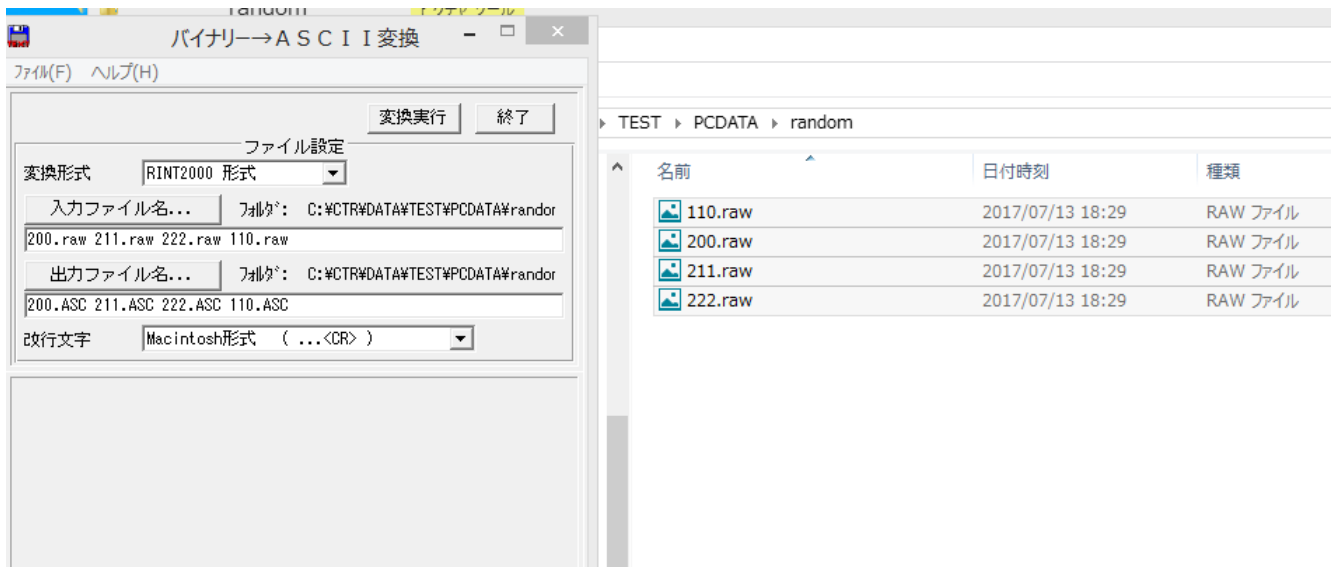 random
バイナリー→ＡＳＣＩＩ変換
ﾌｧｲﾙ(F) ヘルプ(H)
変換実行 終了
ファイル設定
変換形式 RINT2000 形式
入力ファイル名... ﾌｫﾙﾀﾞ: C:¥CTR¥DATA¥TEST¥PCDATA¥random
200.raw 211.raw 222.raw 110.raw
出力ファイル名... ﾌｫﾙﾀﾞ: C:¥CTR¥DATA¥TEST¥PCDATA¥random
200.ASC 211.ASC 222.ASC 110.ASC
改行文字 Macintosh形式 ( ...<CR> )
TEST PCDATA random
名前 日付時刻 種類
110.raw 2017/07/13 18:29 RAW ファイル
200.raw 2017/07/13 18:29 RAW ファイル
211.raw 2017/07/13 18:29 RAW ファイル
222.raw 2017/07/13 18:29 RAW ファイル